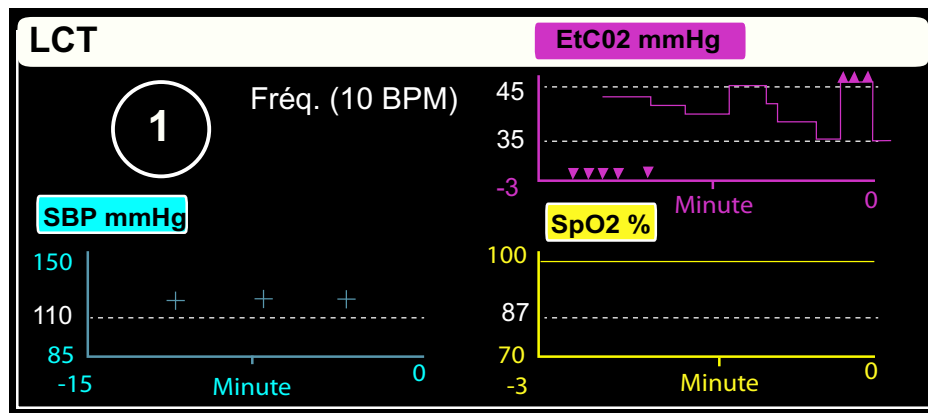 LCT
EtC02 mmHg
1
Fréq. (10 BPM)
45
35
-3
Minute
0
SBP mmHg
150
110
85
-15
Minute
0
SpO2 %
100
87
70
-3
Minute
0